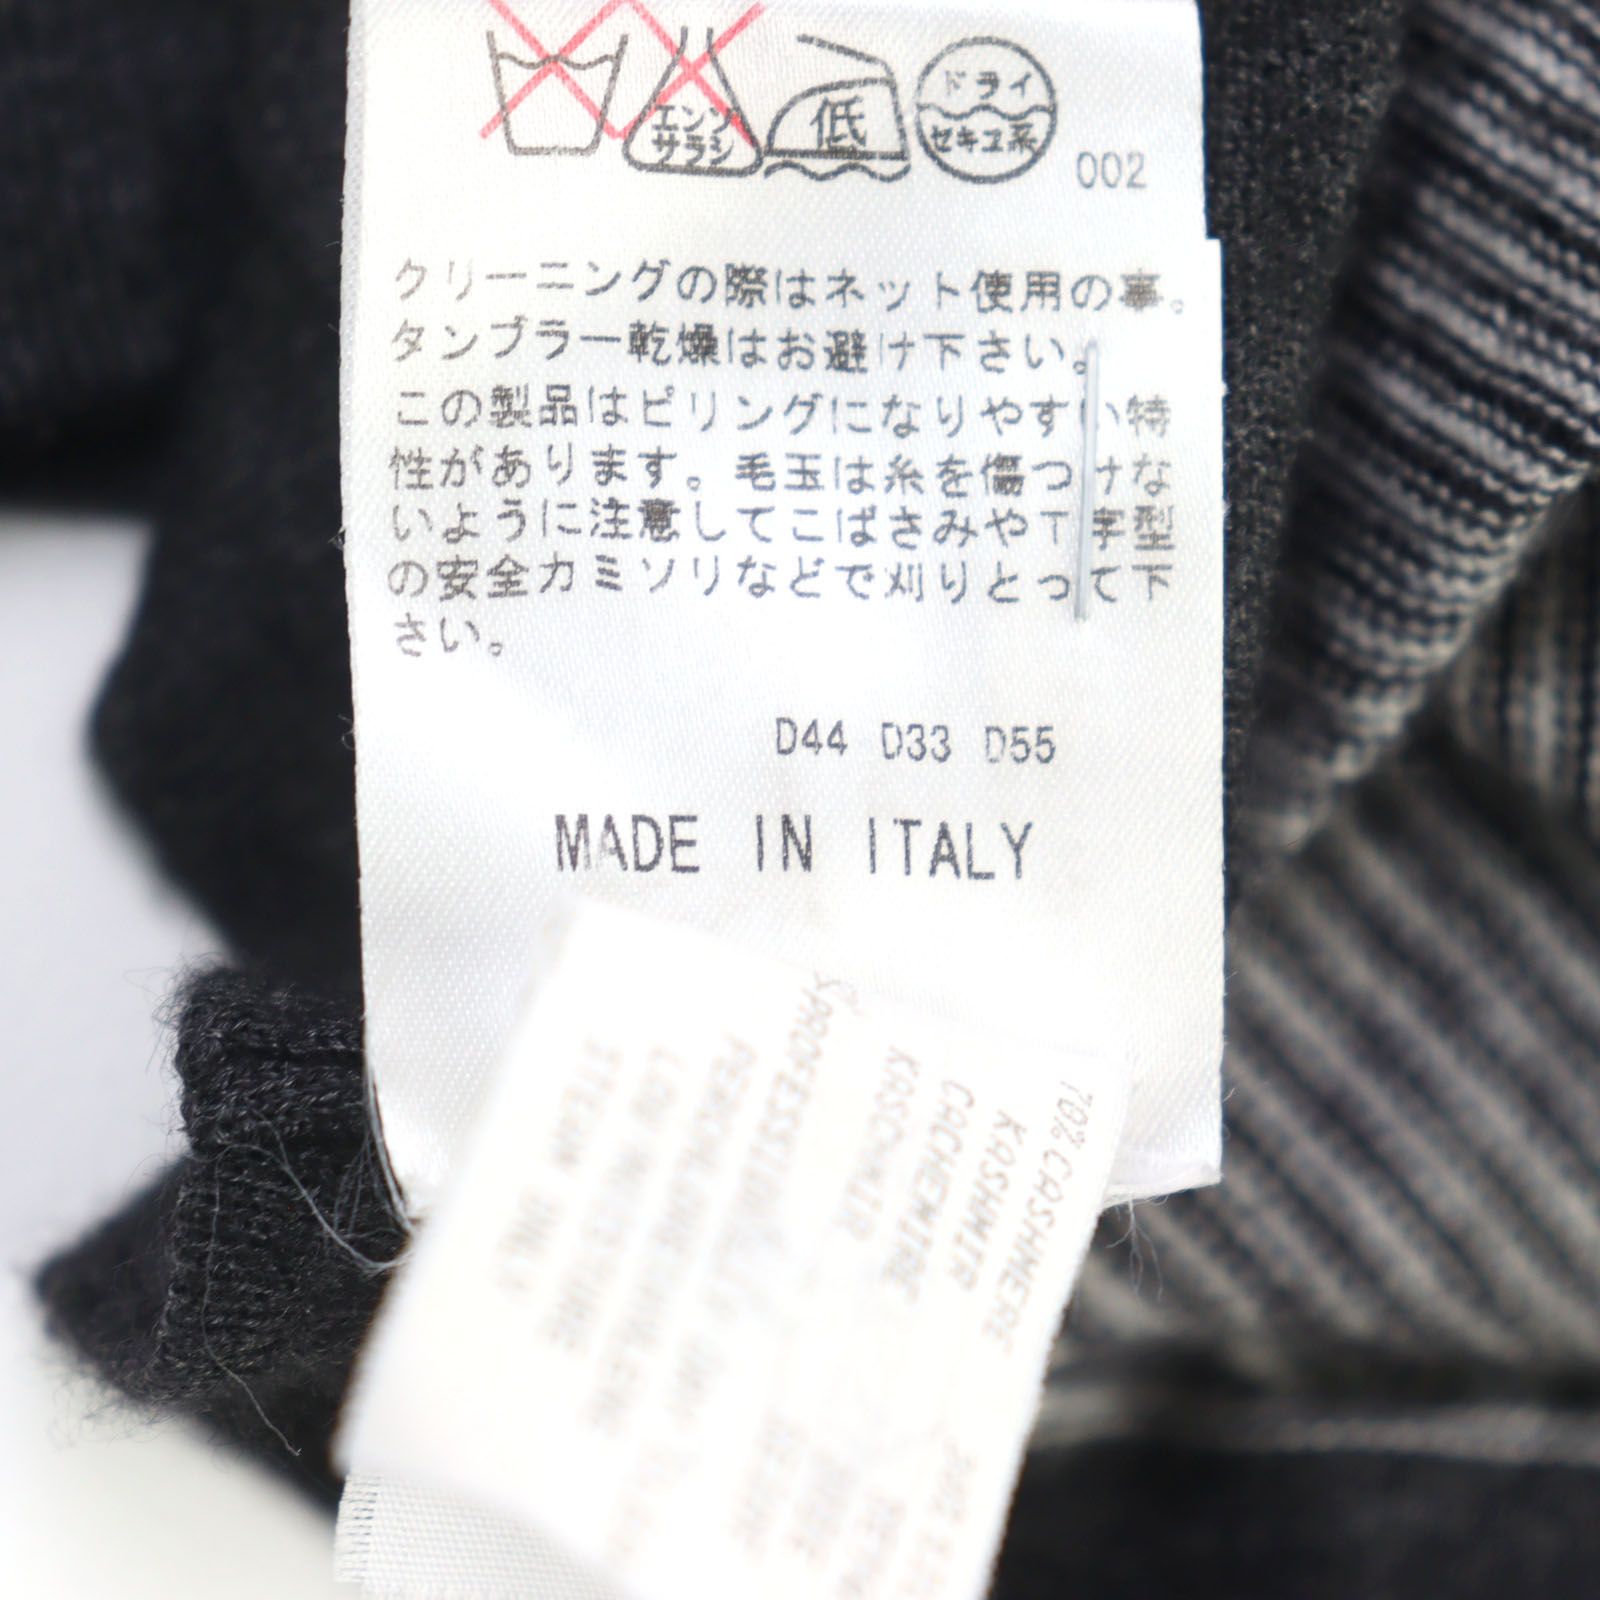 エンソ
サラシ
低
ドライ
セキユ系
002
クリーニングの際はネット使用の事。
タンブラー乾燥はお避け下さい。
この製品はピリングになりやすい特
性があります。毛玉は糸を傷つけな
いように注意してこばさみやT字型
の安全カミソリなどで刈りとって下
さい。
D44 D33 D55
MADE IN ITALY
70% CASHMERE
KASHMIR
CACHEMIRE
KASCHMIR
PROFESSIONAL
STEAM ONLY